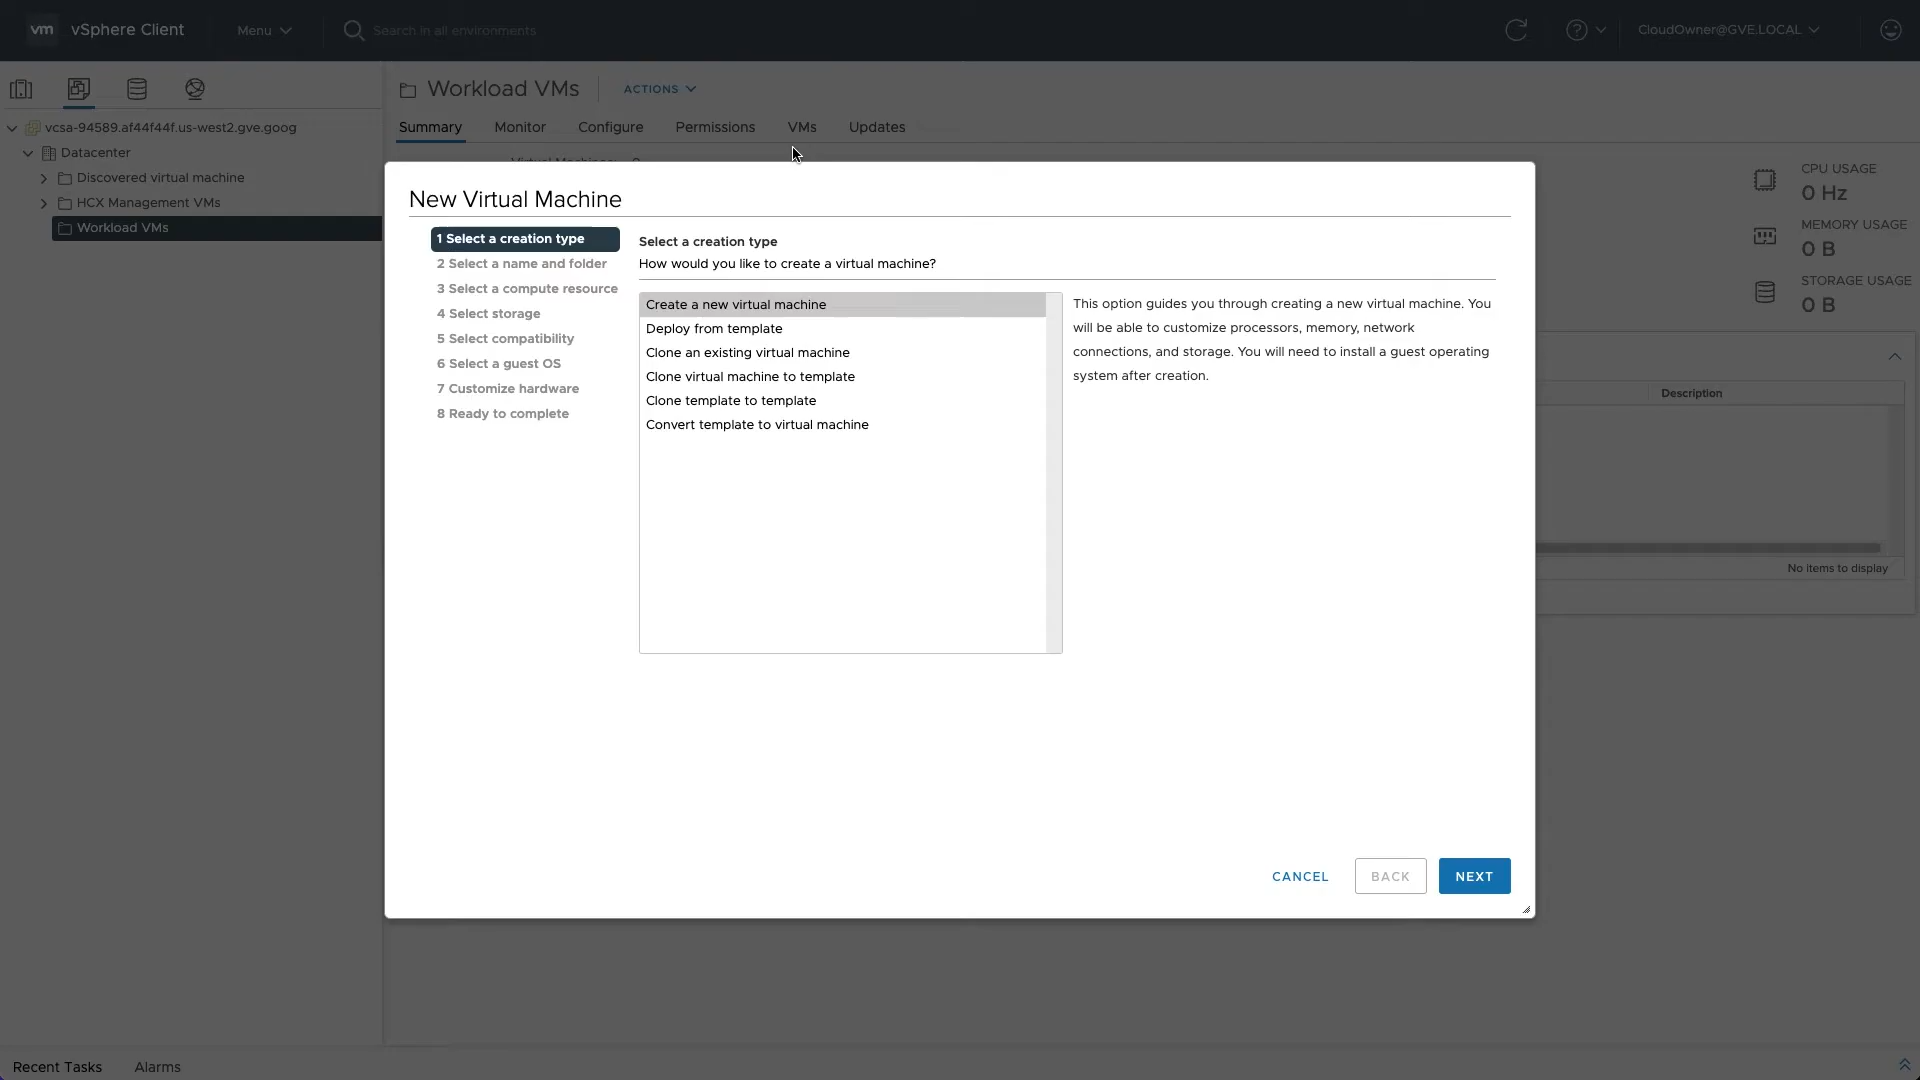 vm vSphere Client Menu Search in all environments CloudOwner@GVE.LOCAL
Workload VMs ACTIONS
Summary Monitor Configure Permissions VMs Updates
vcsa-94589.af44f44f.us-west2.gve.goog
Datacenter
Discovered virtual machine
HCX Management VMs
Workload VMs
CPU USAGE
0 Hz
MEMORY USAGE
0 B
STORAGE USAGE
0 B
Description
No items to display
New Virtual Machine
1 Select a creation type
2 Select a name and folder
3 Select a compute resource
4 Select storage
5 Select compatibility
6 Select a guest OS
7 Customize hardware
8 Ready to complete
Select a creation type
How would you like to create a virtual machine?
Create a new virtual machine
Deploy from template
Clone an existing virtual machine
Clone virtual machine to template
Clone template to template
Convert template to virtual machine
This option guides you through creating a new virtual machine. You
will be able to customize processors, memory, network
connections, and storage. You will need to install a guest operating
system after creation.
CANCEL BACK NEXT
Recent Tasks Alarms